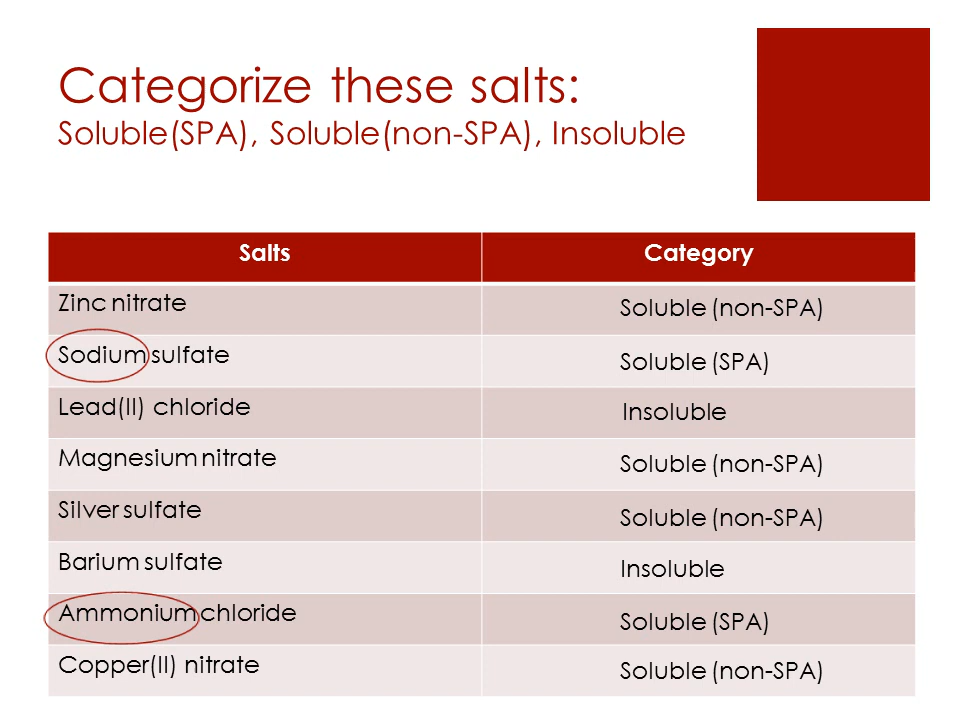 Categorize these salts:
Soluble(SPA), Soluble(non-SPA), Insoluble
Salts Category
Zinc nitrate Soluble (non-SPA)
Sodium sulfate Soluble (SPA)
Lead(II) chloride Insoluble
Magnesium nitrate Soluble (non-SPA)
Silver sulfate Soluble (non-SPA)
Barium sulfate Insoluble
Ammonium chloride Soluble (SPA)
Copper(II) nitrate Soluble (non-SPA)